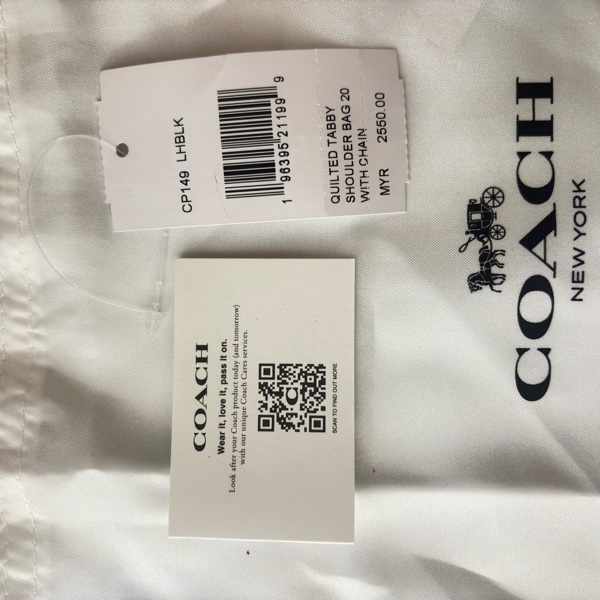 CP149 LHBLK
1 96395 21199 9
QUILTED TABBY
SHOULDER BAG 20
WITH CHAIN
MYR 2550.00
COACH
Wear it, love it, pass it on.
Look after your Coach product today (and tomorrow)
with our unique Coach Cares services.
C
SCAN TO FIND OUT MORE
COACH
NEW YORK